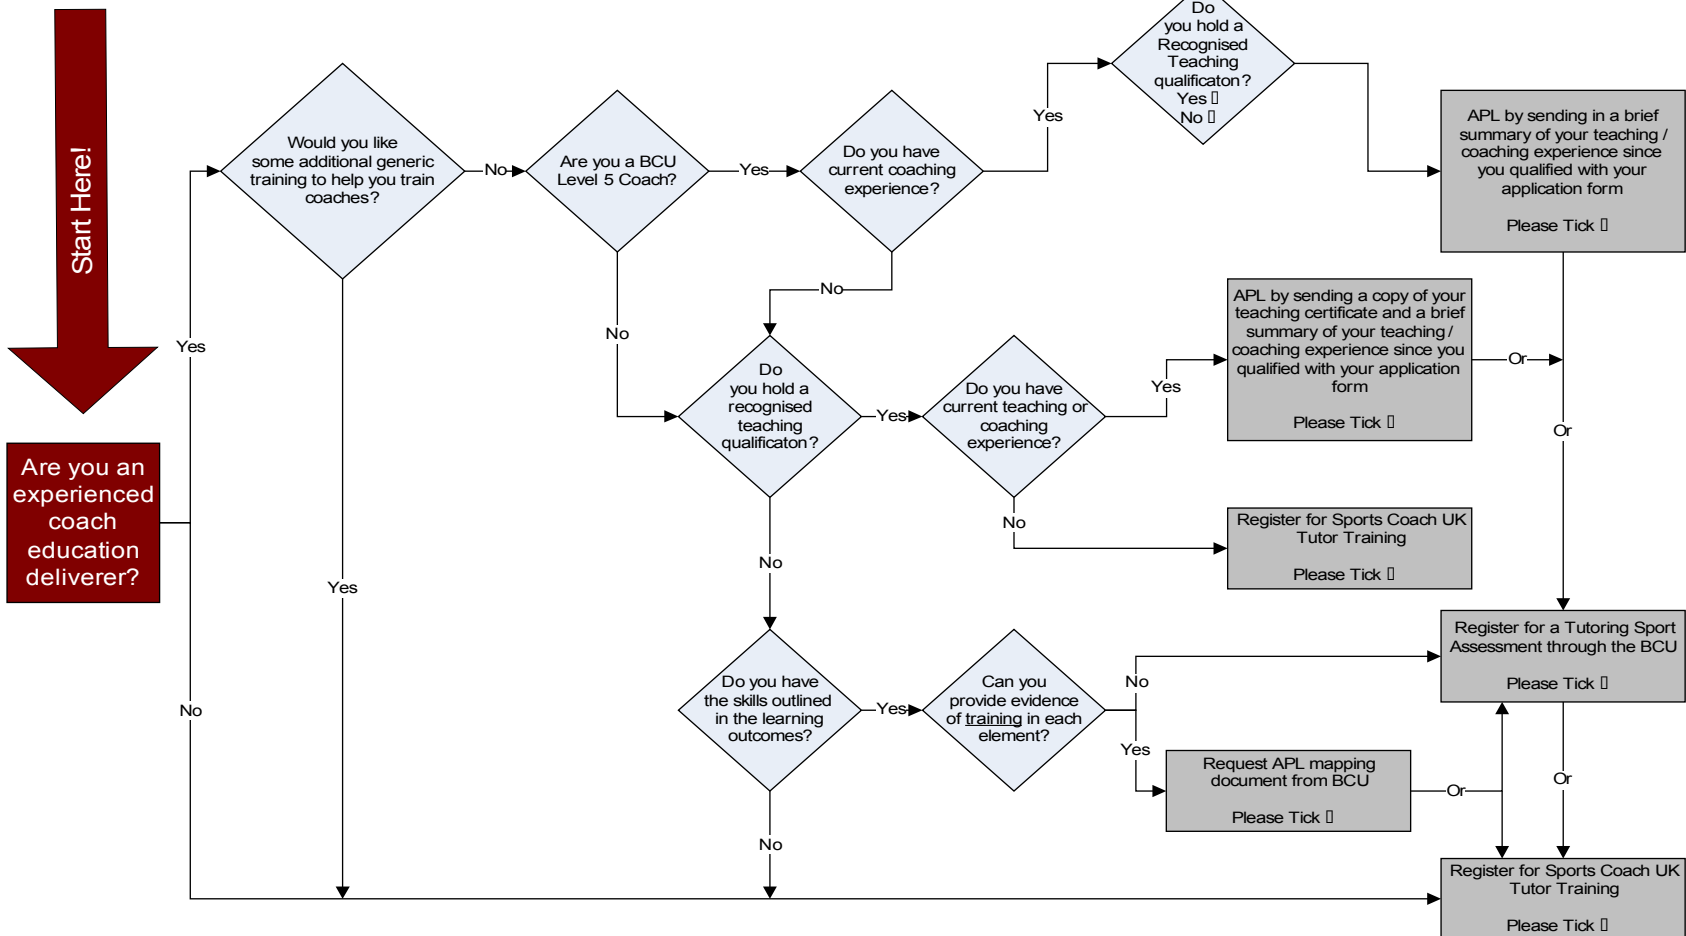 Start Here!
Are you an
experienced
coach
education
deliverer?
Yes
No
Would you like
some additional generic
training to help you train
coaches?
No
Yes
Are you a BCU
Level 5 Coach?
Yes
No
Do you have
current coaching
experience?
Yes
No
Do
you hold a
Recognised
Teaching
qualificaton?
Yes ▯
No ▯
APL by sending in a brief
summary of your teaching /
coaching experience since
you qualified with your
application form
Please Tick ▯
Or
Do
you hold a
recognised
teaching
qualificaton?
Yes
No
Do you have
current teaching or
coaching
experience?
Yes
No
APL by sending a copy of your
teaching certificate and a brief
summary of your teaching /
coaching experience since you
qualified with your application
form
Please Tick ▯
Or
Register for Sports Coach UK
Tutor Training
Please Tick ▯
Do you have
the skills outlined
in the learning
outcomes?
Yes
No
Can you
provide evidence
of training in each
element?
No
Yes
Register for a Tutoring Sport
Assessment through the BCU
Please Tick ▯
Or
Request APL mapping
document from BCU
Please Tick ▯
Or
Register for Sports Coach UK
Tutor Training
Please Tick ▯